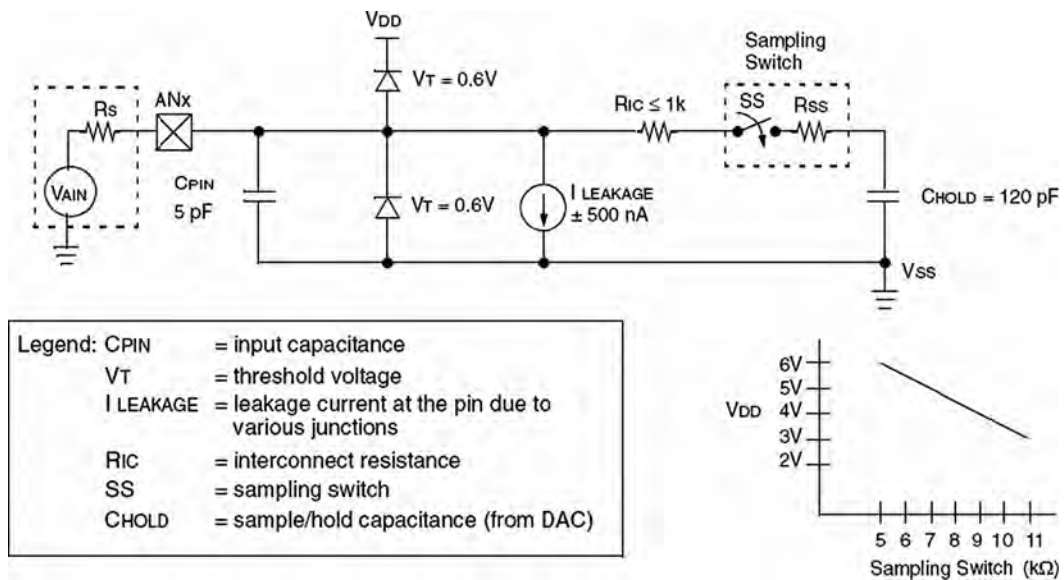 VDD
Sampling
Switch
VT = 0.6V
RS
ANx
RIC ≤ 1k
SS
RSS
VAIN
CPIN
5 pF
VT = 0.6V
I LEAKAGE
± 500 nA
CHOLD = 120 pF
VSS
Legend: CPIN = input capacitance
VT = threshold voltage
I LEAKAGE = leakage current at the pin due to
various junctions
RIC = interconnect resistance
SS = sampling switch
CHOLD = sample/hold capacitance (from DAC)
6V
5V
VDD 4V
3V
2V
5 6 7 8 9 10 11
Sampling Switch (kΩ)